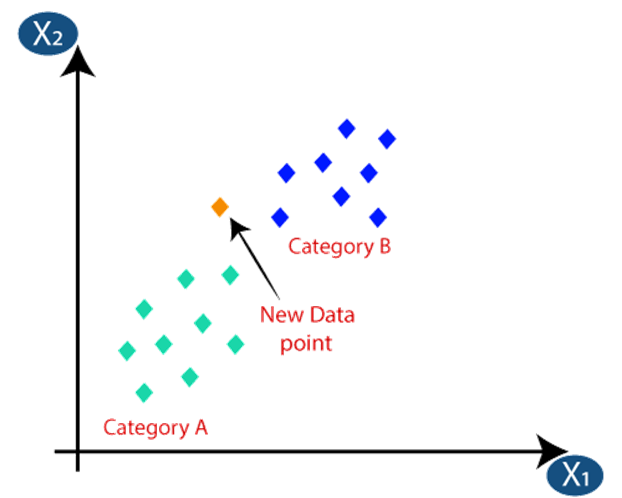 X₂
Category B
New Data
point
Category A
X₁